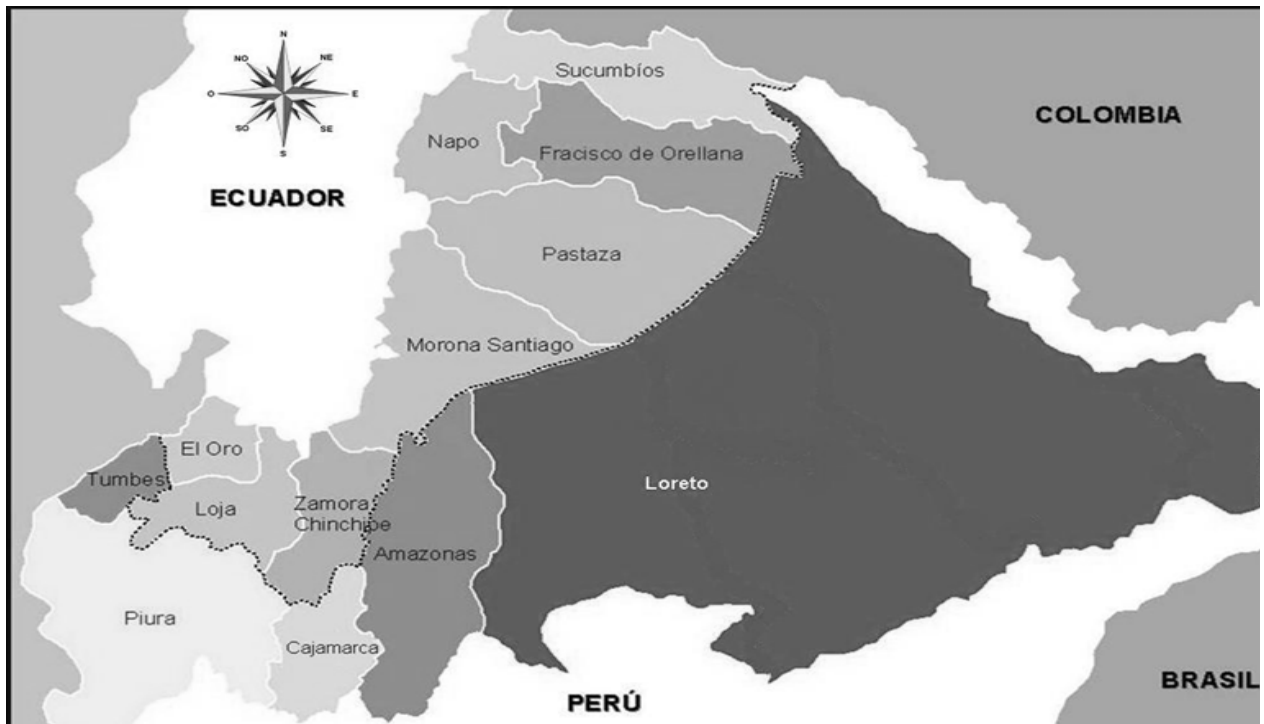 N
NO
NE
O
E
SO
SE
S
ECUADOR
COLOMBIA
Sucumbíos
Napo
Fracisco de Orellana
Pastaza
Morona Santiago
El Oro
Tumbes
Loja
Zamora
Chinchipe
Amazonas
Loreto
Piura
Cajamarca
PERÚ
BRASIL